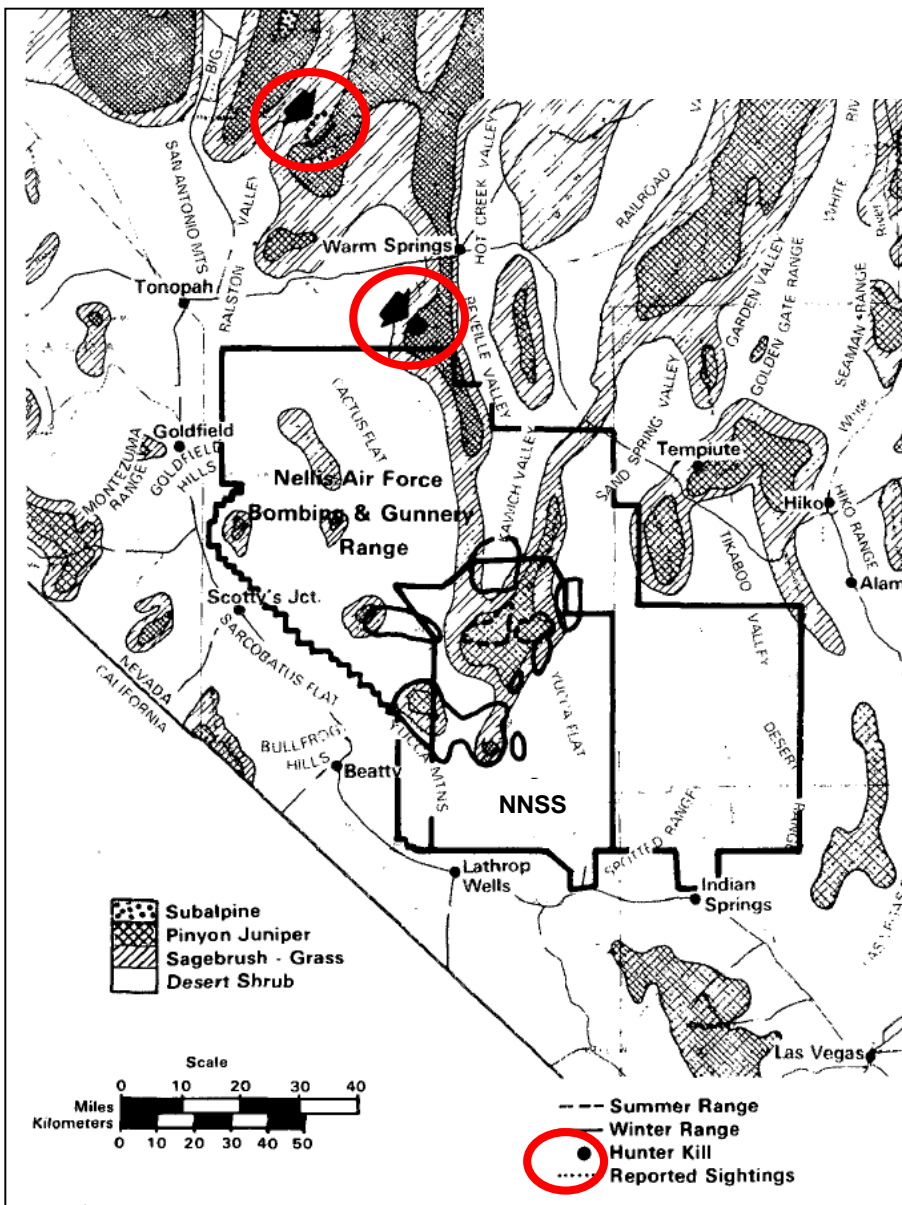 BIG
SAN ANTONIO MTS
RALSTON
VALLEY
HOT CREEK VALLEY
RAILROAD
V
WHITE
RIV
River
Warm Springs
Tonopah
REVEILLE VALLEY
GARDEN VALLEY
GOLDEN GATE RANGE
SEAMAN RANGE
White
CACTUS FLAT
Goldfield
GOLDFIELD
HILLS
MONTEZUMA
RANGE
SAND SPRING VALLEY
Tempiute
Nellis Air Force
Bombing & Gunnery
Range
KAWICH VALLEY
Hiko
HIKO RANGE
TIKABOO
VALLEY
Alam
Scotty's Jct.
SARCOBATUS FLAT
NEVADA
CALIFORNIA
BULLFROG
HILLS
Beatty
YUCCA MTNS
YUCCA FLAT
DESERT
RANGE
NNSS
SPOTTED RANGE
Lathrop
Wells
Indian
Springs
LAS VEGAS
Las Vegas
Subalpine
Pinyon Juniper
Sagebrush - Grass
Desert Shrub
Scale
0 10 20 30 40
Miles
Kilometers
0 10 20 30 40 50
Summer Range
Winter Range
Hunter Kill
Reported Sightings